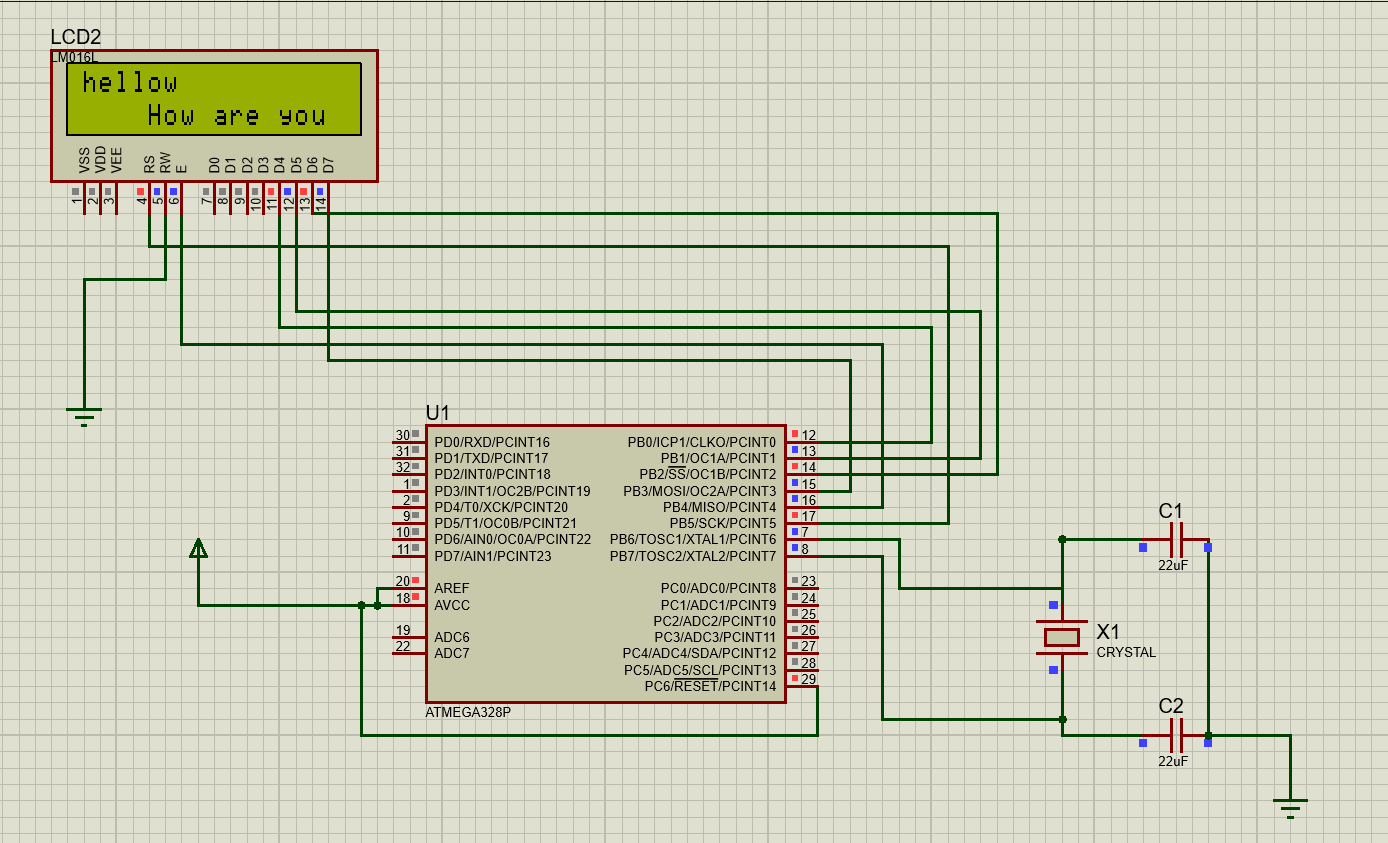 LCD2
LM016L
hellow
How are you
VSS VDD VEE RS RW E D0 D1 D2 D3 D4 D5 D6 D7
1 2 3 4 5 6 7 8 9 10 11 12 13 14
U1
30 PD0/RXD/PCINT16 PB0/ICP1/CLKO/PCINT0 12
31 PD1/TXD/PCINT17 PB1/OC1A/PCINT1 13
32 PD2/INT0/PCINT18 PB2/SS/OC1B/PCINT2 14
1 PD3/INT1/OC2B/PCINT19 PB3/MOSI/OC2A/PCINT3 15
2 PD4/T0/XCK/PCINT20 PB4/MISO/PCINT4 16
9 PD5/T1/OC0B/PCINT21 PB5/SCK/PCINT5 17
10 PD6/AIN0/OC0A/PCINT22 PB6/TOSC1/XTAL1/PCINT6 7
11 PD7/AIN1/PCINT23 PB7/TOSC2/XTAL2/PCINT7 8
20 AREF PC0/ADC0/PCINT8 23
18 AVCC PC1/ADC1/PCINT9 24
PC2/ADC2/PCINT10 25
19 ADC6 PC3/ADC3/PCINT11 26
22 ADC7 PC4/ADC4/SDA/PCINT12 27
PC5/ADC5/SCL/PCINT13 28
PC6/RESET/PCINT14 29
ATMEGA328P
C1
22uF
X1
CRYSTAL
C2
22uF